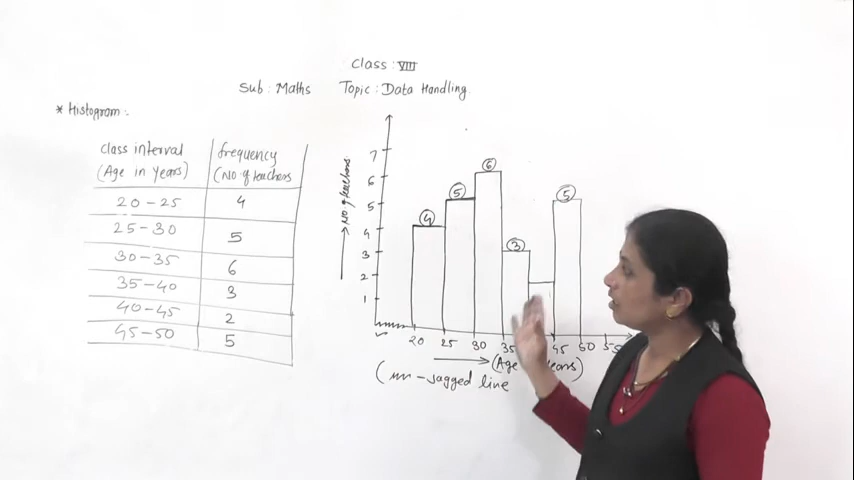 Class : VIII
Sub : Maths Topic : Data Handling
* Histogram :-
class interval frequency
(Age in years) (No of teachers
20-25 4
25-30 5
30-35 6
35-40 3
40-45 2
45-50 5
No of teachers
7
6
5
4
3
2
1
4
5
6
3
5
20 25 30 35 45 50 55
(Age
( - Jagged line